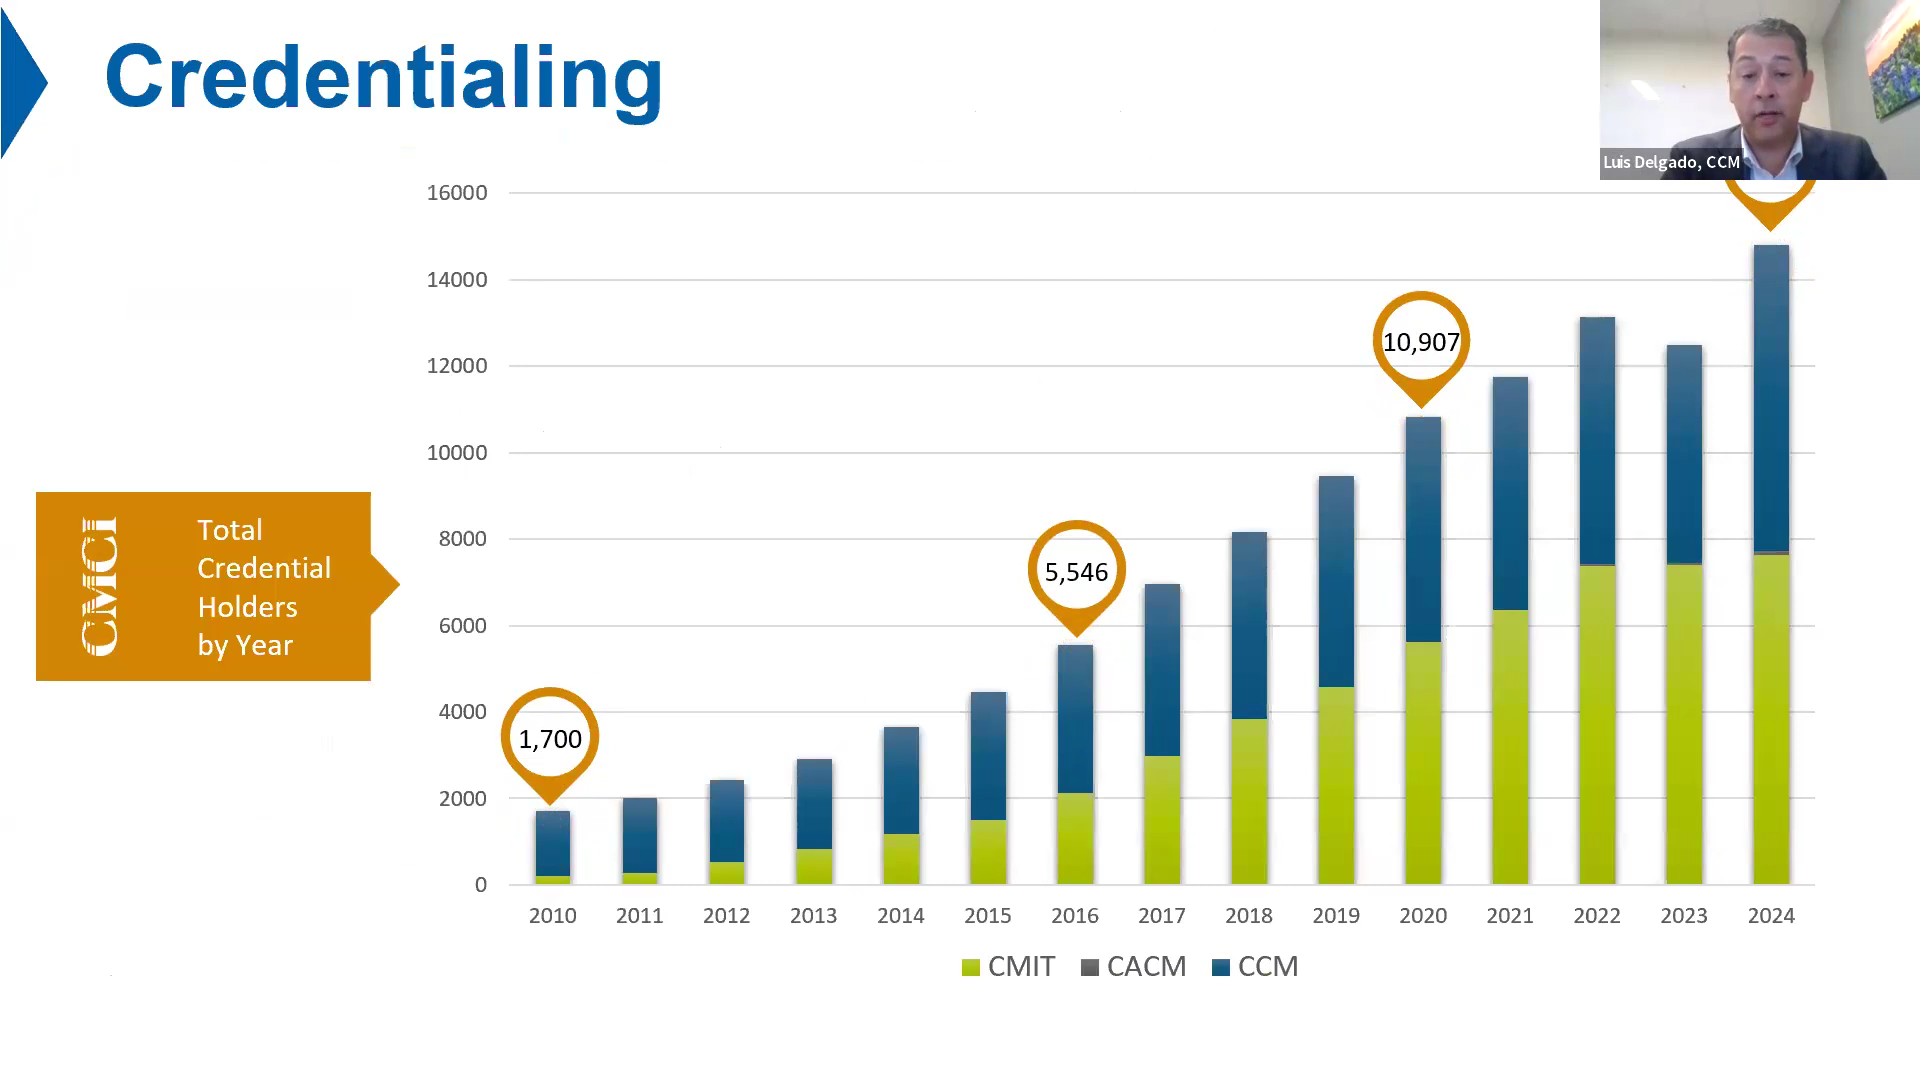 Credentialing
Luis Delgado, CCM
16000
14000
12000
10000
8000
6000
4000
2000
0
10,907
5,546
1,700
CMCI
Total
Credential
Holders
by Year
2010 2011 2012 2013 2014 2015 2016 2017 2018 2019 2020 2021 2022 2023 2024
CMIT CACM CCM